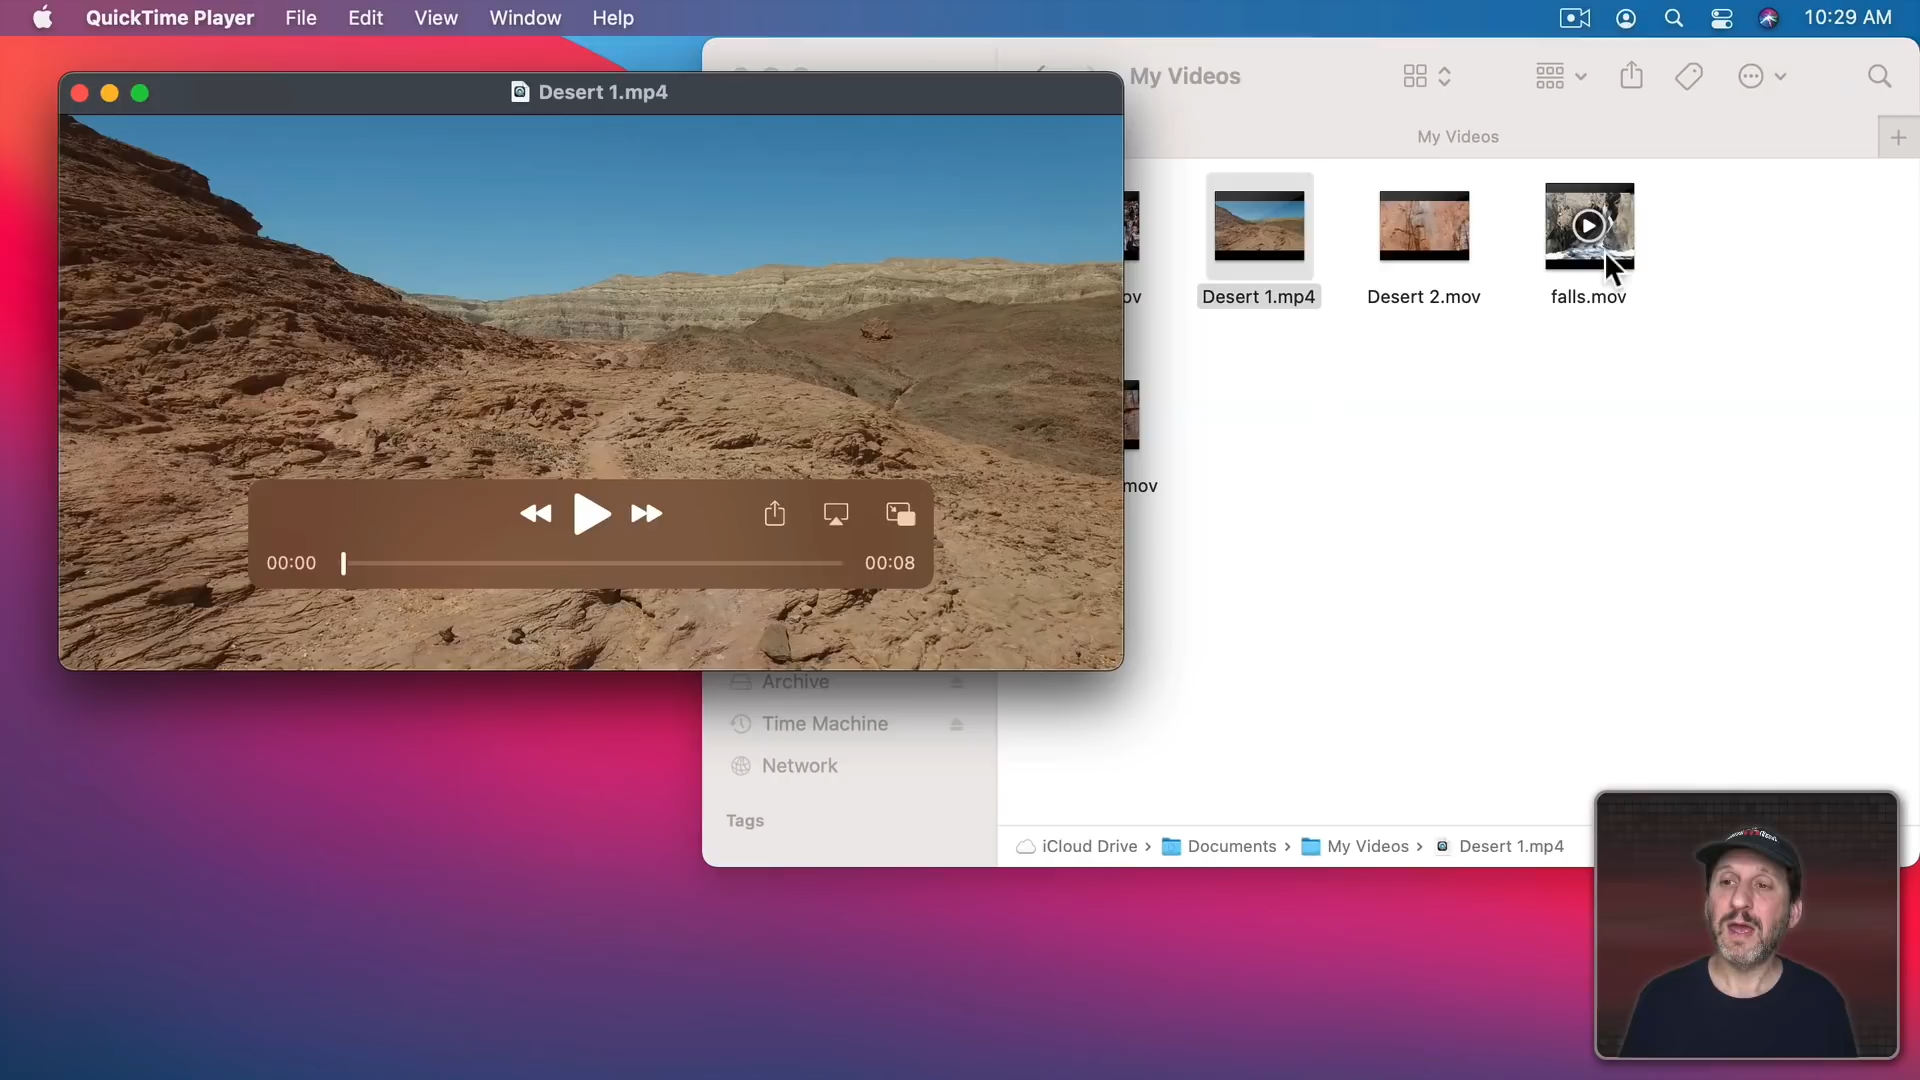 QuickTime Player File Edit View Window Help 10:29 AM
Desert 1.mp4
My Videos
My Videos
ov
Desert 1.mp4
Desert 2.mov
falls.mov
mov
00:00
00:08
Archive
Time Machine
Network
Tags
iCloud Drive › Documents › My Videos › Desert 1.mp4